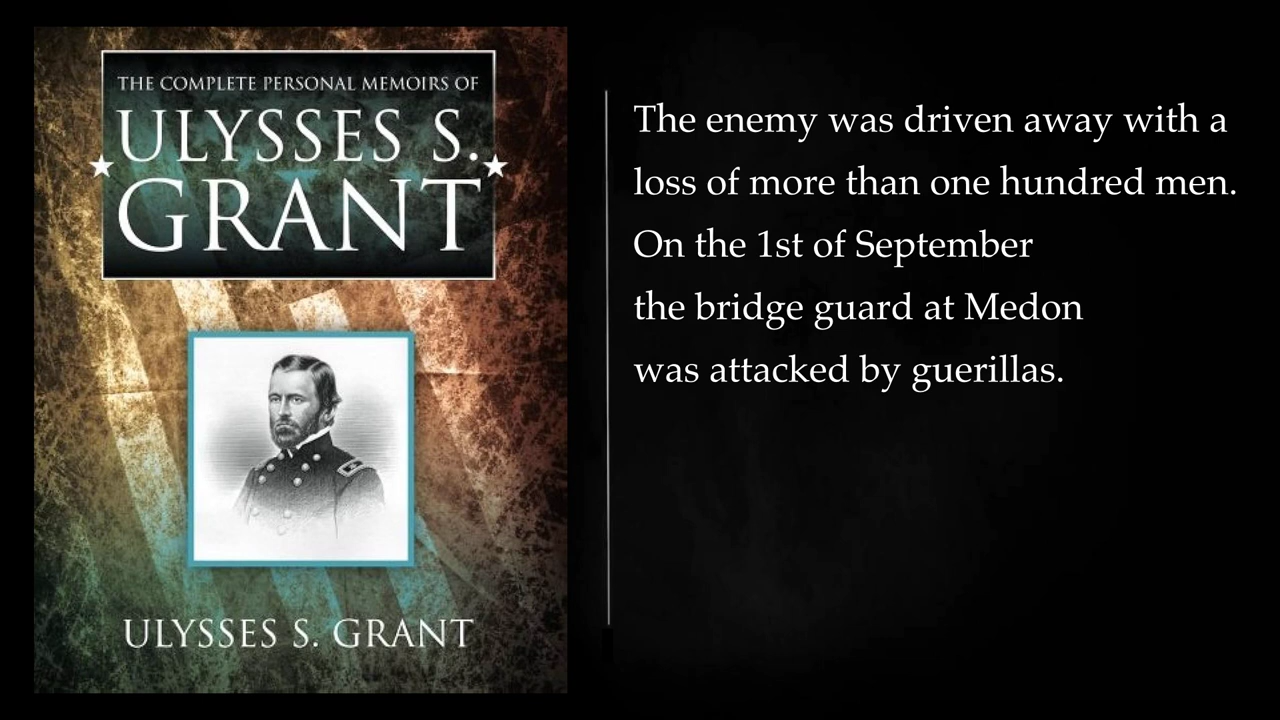 THE COMPLETE PERSONAL MEMOIRS OF
ULYSSES S.
GRANT
ULYSSES S. GRANT
The enemy was driven away with a
loss of more than one hundred men.
On the 1st of September
the bridge guard at Medon
was attacked by guerillas.